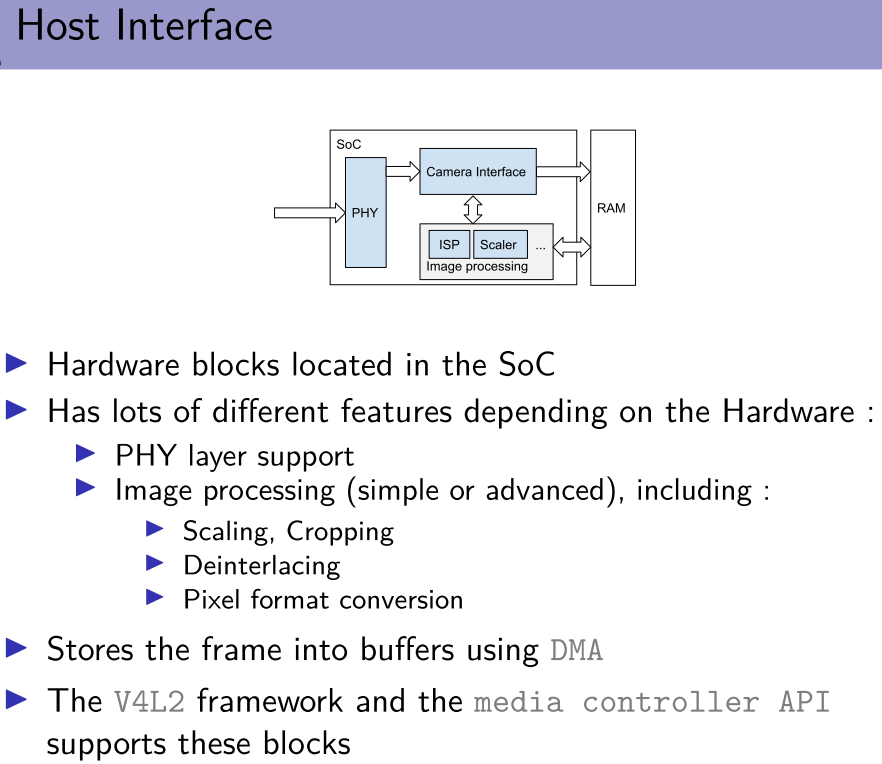 Host Interface
SoC
PHY
Camera Interface
RAM
ISP
Scaler
...
Image processing
Hardware blocks located in the SoC
Has lots of different features depending on the Hardware :
PHY layer support
Image processing (simple or advanced), including :
Scaling, Cropping
Deinterlacing
Pixel format conversion
Stores the frame into buffers using DMA
The V4L2 framework and the media controller API
supports these blocks